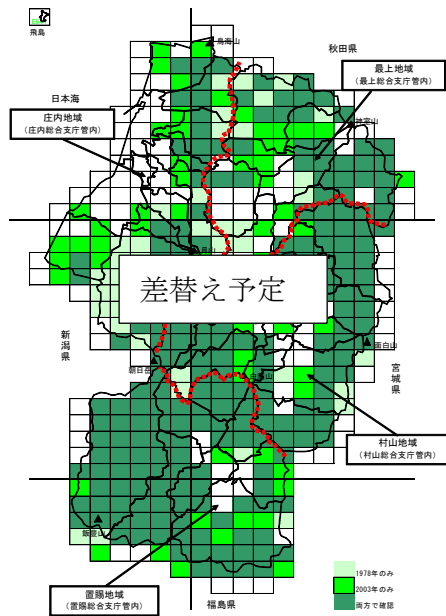 飛島
鳥海山
秋田県
日本海
最上地域
(最上総合支庁管内)
庄内地域
(庄内総合支庁管内)
神室山
月山
差替え予定
新潟県
面白山
朝日岳
白鷹山
宮城県
村山地域
(村山総合支庁管内)
飯豊山
置賜地域
(置賜総合支庁管内)
福島県
1978年のみ
2003年のみ
両方で確認